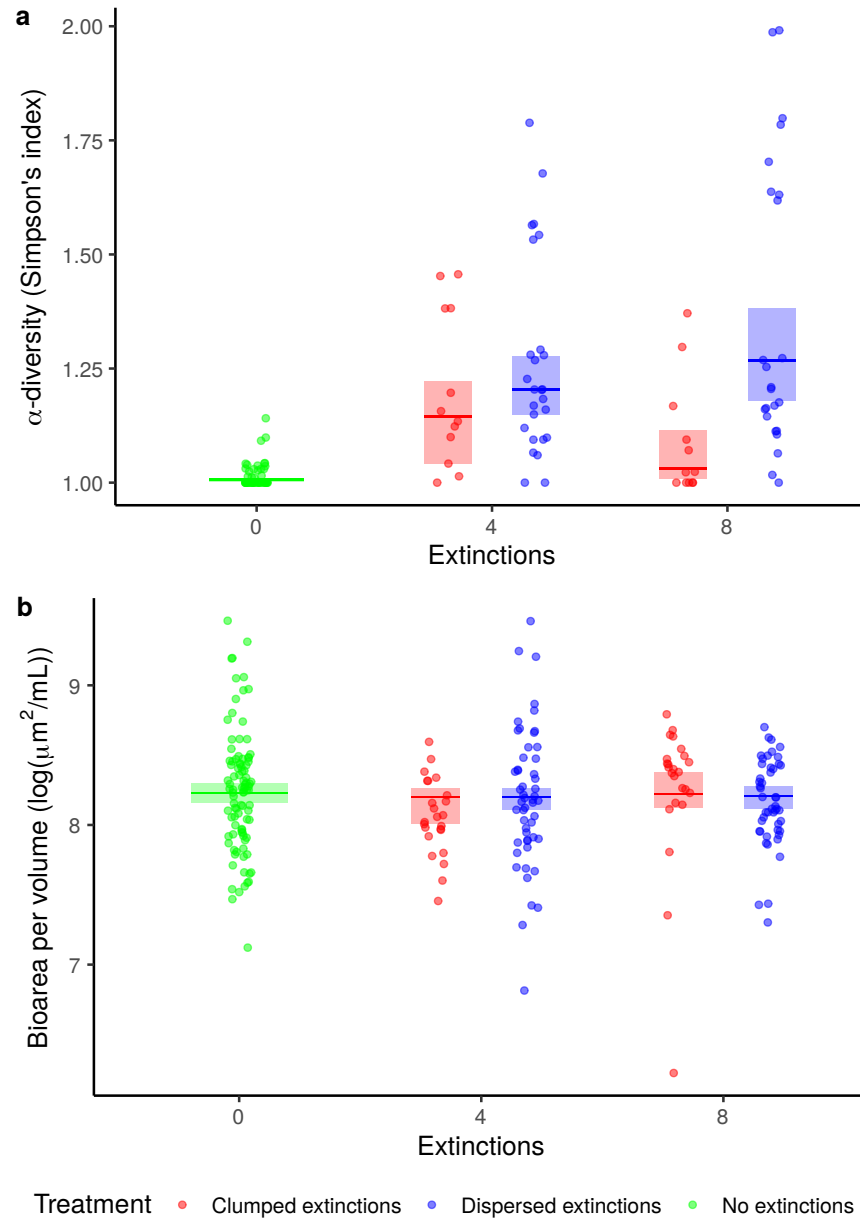 a
α-diversity (Simpson's index)
2.00
1.75
1.50
1.25
1.00
0 4 8
Extinctions
b
Bioarea per volume (log(μm²/mL))
9
8
7
0 4 8
Extinctions
Treatment Clumped extinctions Dispersed extinctions No extinctions